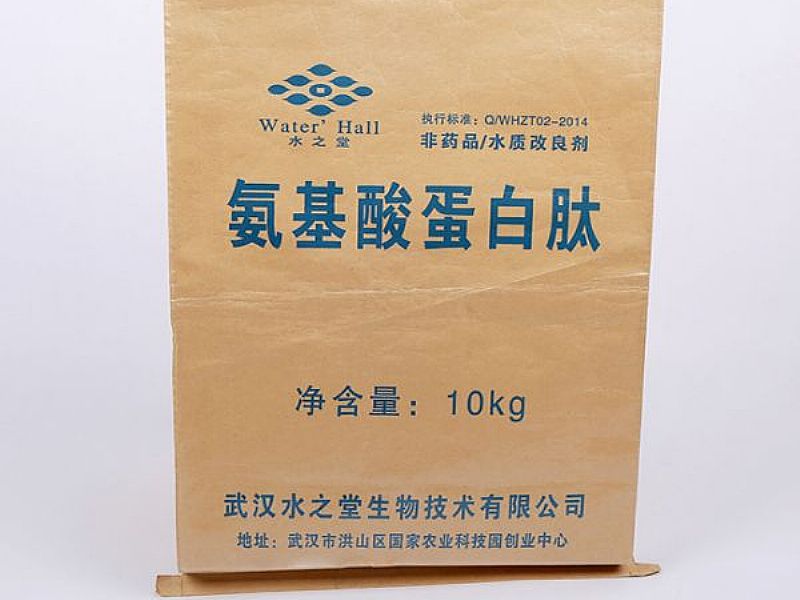 Water' Hall
水之堂
执行标准：Q/WHZT02-2014
非药品/水质改良剂
氨基酸蛋白肽
净含量：10kg
武汉水之堂生物技术有限公司
地址：武汉市洪山区国家农业科技园创业中心